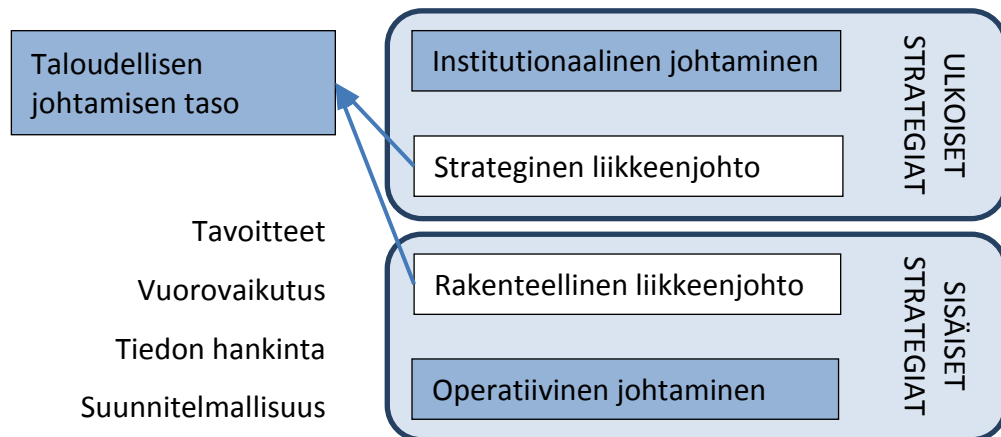 Taloudellisen
johtamisen taso
Institutionaalinen johtaminen
Strateginen liikkeenjohto
ULKOISET
STRATEGIAT
Tavoitteet
Vuorovaikutus
Tiedon hankinta
Suunnitelmallisuus
Rakenteellinen liikkeenjohto
Operatiivinen johtaminen
SISÄISET
STRATEGIAT